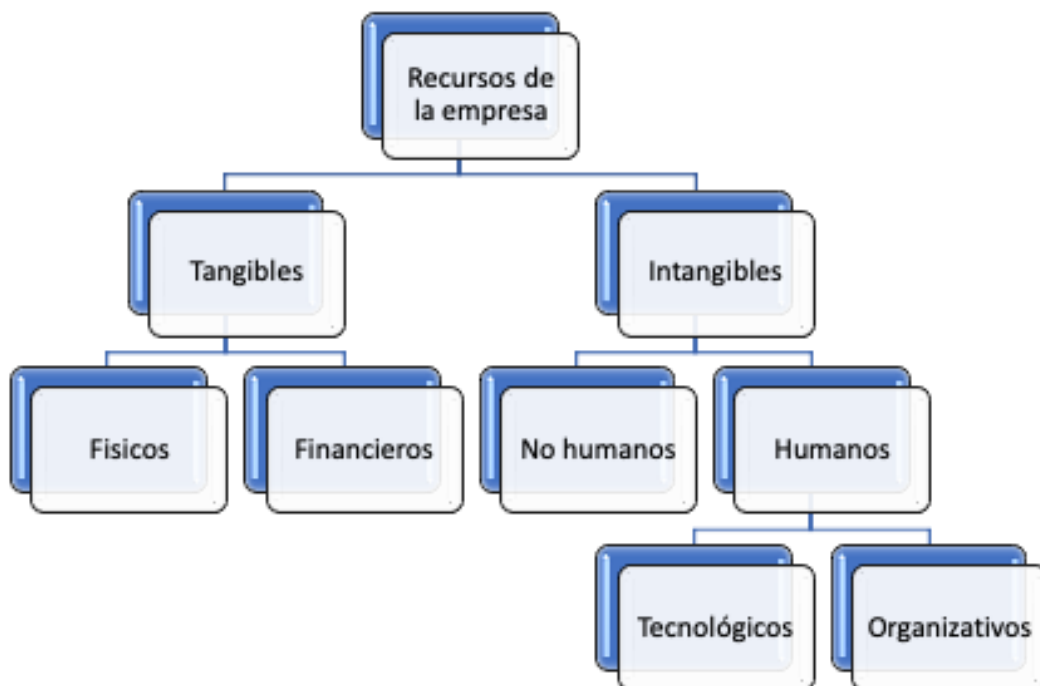 Recursos de
la empresa
Tangibles
Intangibles
Fisicos
Financieros
No humanos
Humanos
Tecnológicos
Organizativos